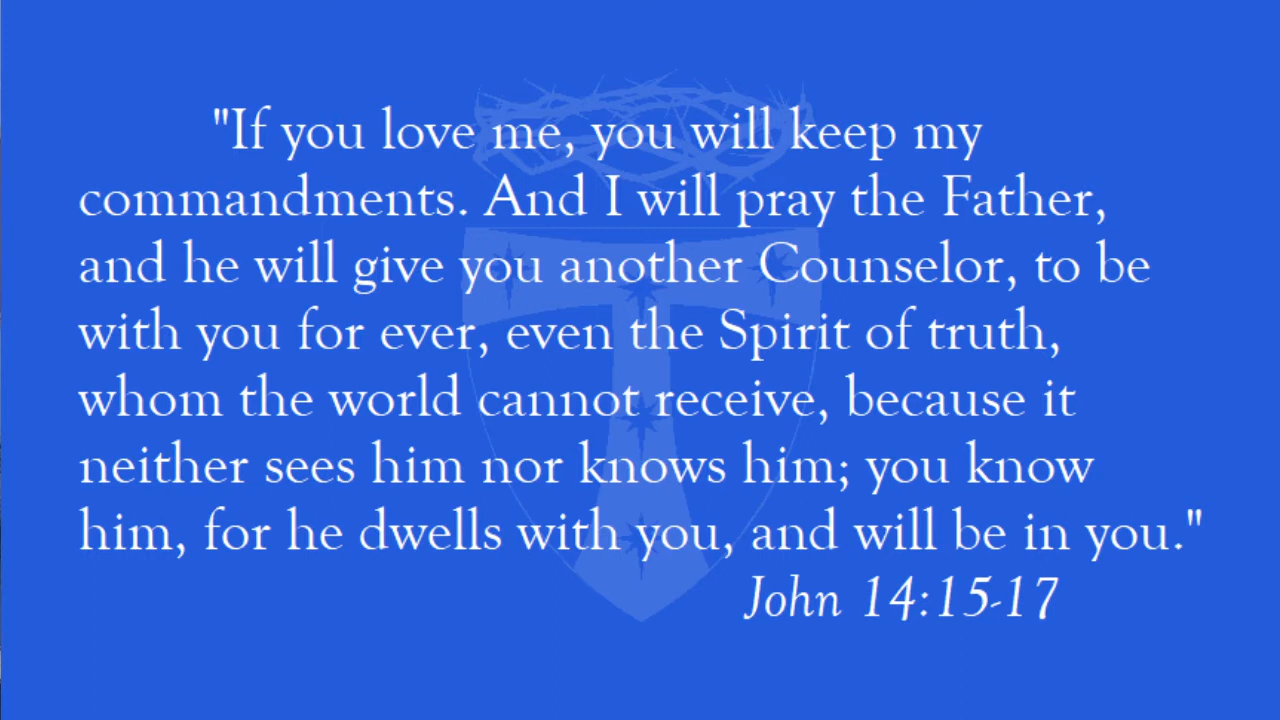 "If you love me, you will keep my
commandments. And I will pray the Father,
and he will give you another Counselor, to be
with you for ever, even the Spirit of truth,
whom the world cannot receive, because it
neither sees him nor knows him; you know
him, for he dwells with you, and will be in you."
John 14:15-17